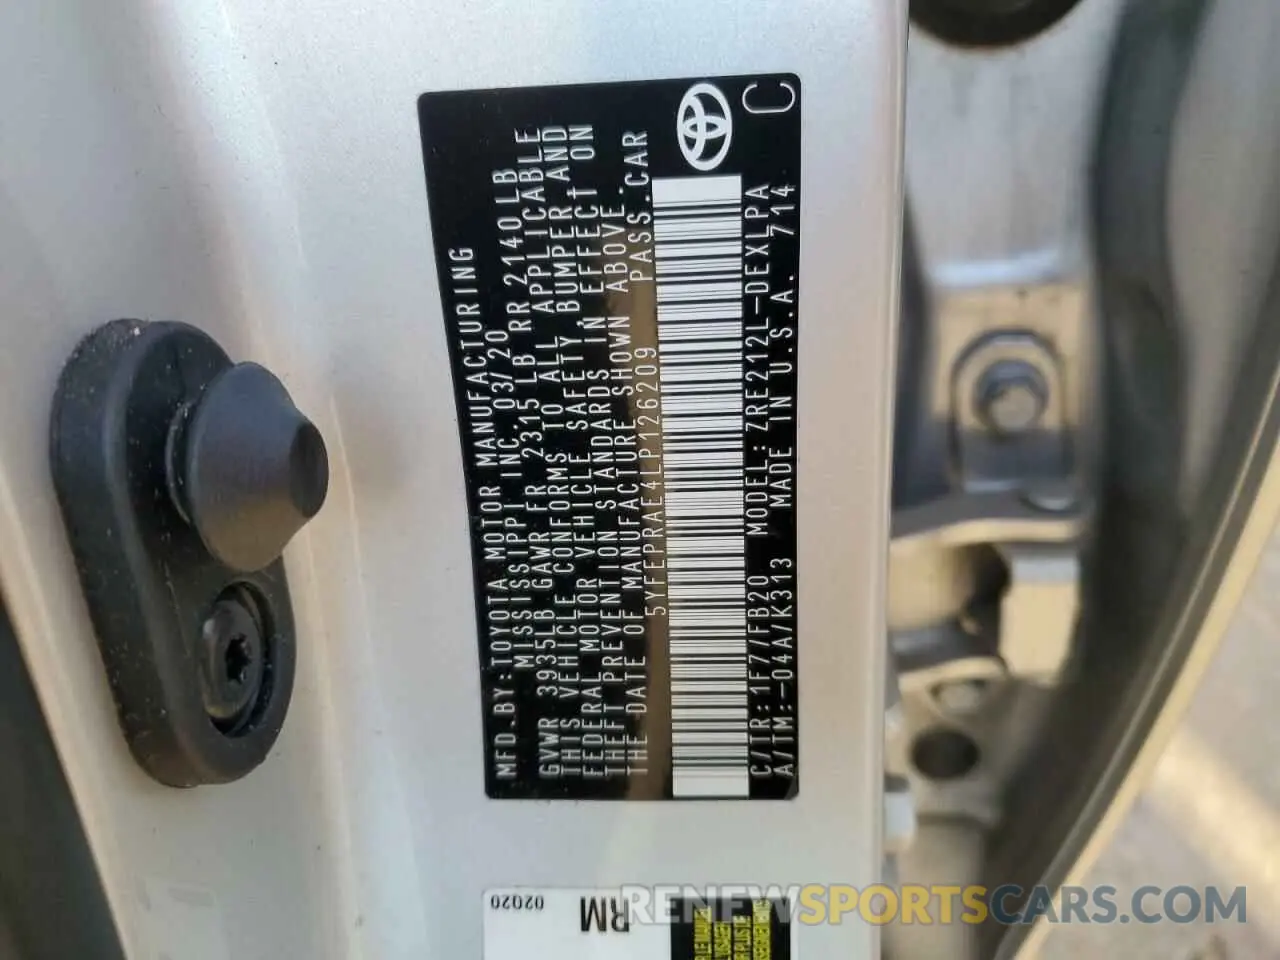 MFD.BY:TOYOTA MOTOR MANUFACTURING
MISSISSIPPI INC. 03/20
GVWR 3935LB GAWR FR 2315LB RR 2140LB
THIS VEHICLE CONFORMS TO ALL APPLICABLE
FEDERAL MOTOR VEHICLE SAFETY, BUMPER, AND
THEFT PREVENTION STANDARDS IN EFFECT ON
THE DATE OF MANUFACTURE SHOWN ABOVE.
5YFEPRAE4LP126209 PASS.CAR
C/TR:1F7/FB20 MODEL:ZRE212L-DEXLPA
A/TM:-04A/K313 MADE IN U.S.A. 714
C
02Q20
RM
RENEWSPORTSCARS.COM